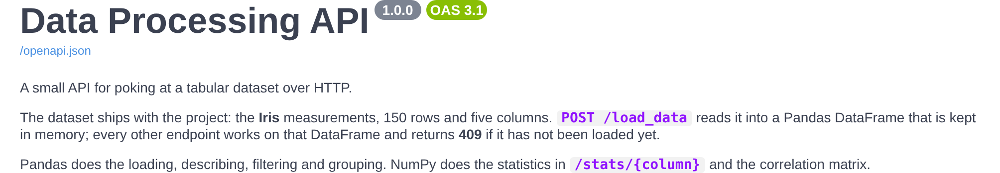 Data Processing API 1.0.0 OAS 3.1
/openapi.json
A small API for poking at a tabular dataset over HTTP.
The dataset ships with the project: the Iris measurements, 150 rows and five columns. POST /load_data reads it into a Pandas DataFrame that is kept
in memory; every other endpoint works on that DataFrame and returns 409 if it has not been loaded yet.
Pandas does the loading, describing, filtering and grouping. NumPy does the statistics in /stats/{column} and the correlation matrix.